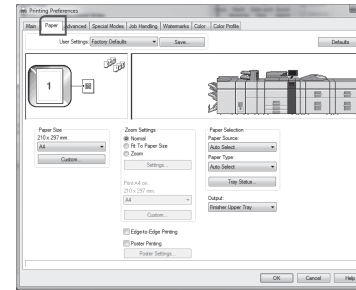 Printing Preferences
Main Paper Advanced Special Modes Job Handling Watermarks Color Color Profile
User Settings: Factory Defaults Save... Defaults
1
Paper Size
210 x 297 mm.
A4
Custom...
Zoom Settings
Normal
Fit To Paper Size
Zoom
Settings...
Print A4 on:
210 x 297 mm.
A4
Custom...
Edge-to-Edge Printing
Poster Printing
Poster Settings...
Paper Selection
Paper Source:
Auto Select
Paper Type:
Auto Select
Tray Status...
Output:
Finisher Upper Tray
OK Cancel Help